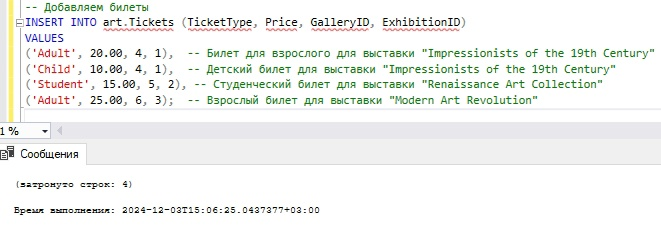 -- Добавляем билеты
INSERT INTO art.Tickets (TicketType, Price, GalleryID, ExhibitionID)
VALUES
('Adult', 20.00, 4, 1),  -- Билет для взрослого для выставки "Impressionists of the 19th Century"
('Child', 10.00, 4, 1),  -- Детский билет для выставки "Impressionists of the 19th Century"
('Student', 15.00, 5, 2), -- Студенческий билет для выставки "Renaissance Art Collection"
('Adult', 25.00, 6, 3);  -- Взрослый билет для выставки "Modern Art Revolution"
1 %
Сообщения
(затронуто строк: 4)
Время выполнения: 2024-12-03T15:06:25.0437377+03:00